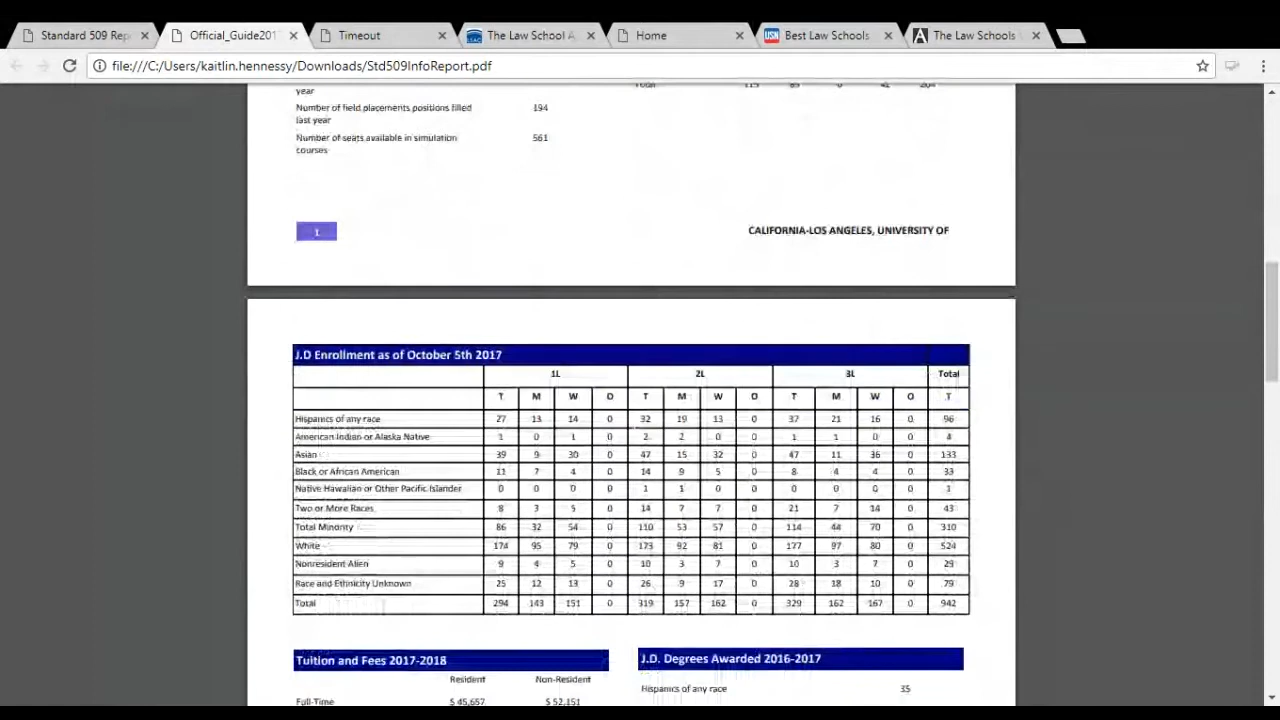 Standard 509 Rep
Official_Guide201
Timeout
The Law School A
Home
USN Best Law Schools
The Law Schools
file:///C:/Users/kaitlin.hennessy/Downloads/Std509InfoReport.pdf
year
Number of field placements positions filled 194
last year
Number of seats available in simulation 561
courses
1
CALIFORNIA-LOS ANGELES, UNIVERSITY OF
J.D Enrollment as of October 5th 2017
1L 2L 3L Total
T M W O T M W O T M W O T
Hispanics of any race 27 13 14 0 32 19 13 0 37 21 16 0 96
American Indian or Alaska Native 1 0 1 0 2 2 0 0 1 1 0 0 4
Asian 39 9 30 0 47 15 32 0 47 11 36 0 133
Black or African American 11 7 4 0 14 9 5 0 8 4 4 0 33
Native Hawaiian or Other Pacific Islander 0 0 0 0 1 1 0 0 0 0 0 0 1
Two or More Races 8 3 5 0 14 7 7 0 21 7 14 0 43
Total Minority 86 32 54 0 110 53 57 0 114 44 70 0 310
White 174 95 79 0 173 92 81 0 177 97 80 0 524
Nonresident Alien 9 4 5 0 10 3 7 0 10 3 7 0 29
Race and Ethnicity Unknown 25 12 13 0 26 9 17 0 28 18 10 0 79
Total 294 143 151 0 319 157 162 0 329 162 167 0 942
Tuition and Fees 2017-2018
Resident Non-Resident
Full-Time $ 45,657 $ 52,151
J.D. Degrees Awarded 2016-2017
Hispanics of any race 35